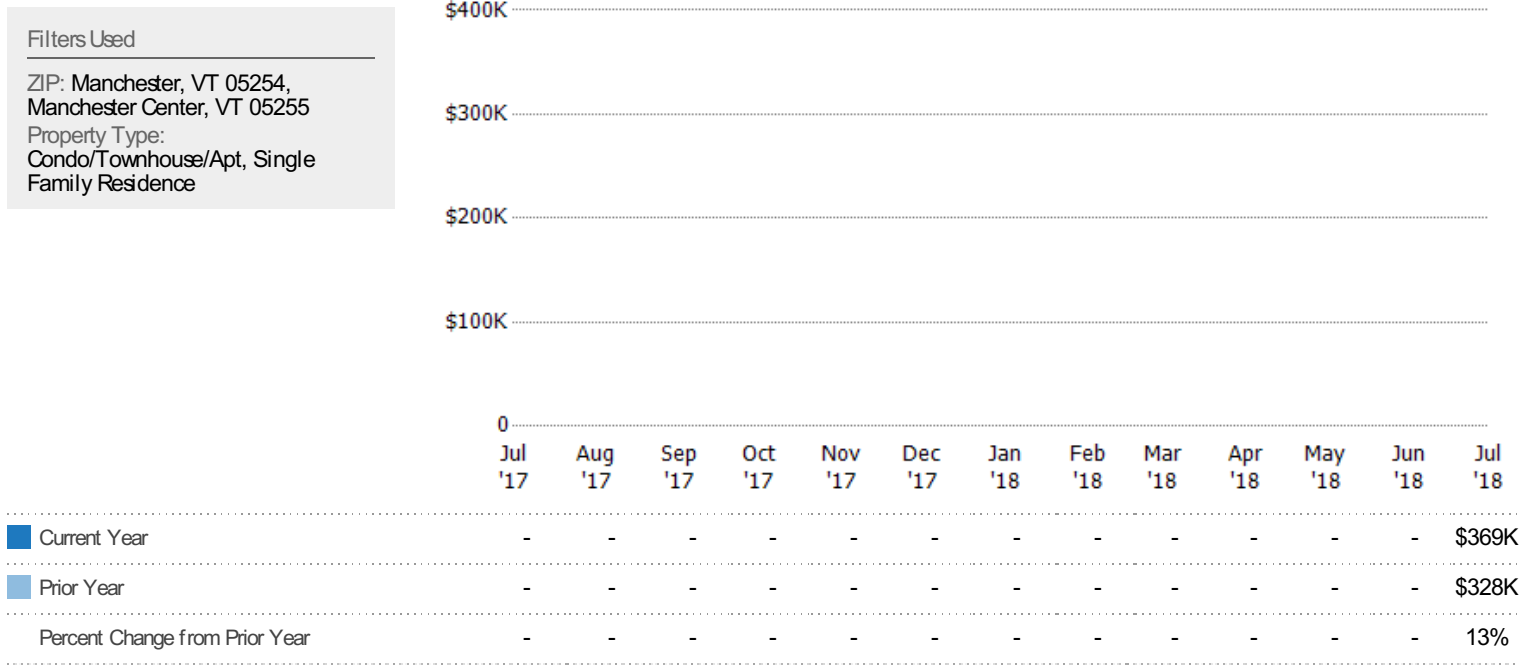 Filters Used
ZIP: Manchester, VT 05254,
Manchester Center, VT 05255
Property Type:
Condo/Townhouse/Apt, Single
Family Residence
$400K
$300K
$200K
$100K
0
Jul Aug Sep Oct Nov Dec Jan Feb Mar Apr May Jun Jul
'17 '17 '17 '17 '17 '17 '18 '18 '18 '18 '18 '18 '18
Current Year - - - - - - - - - - - - $369K
Prior Year - - - - - - - - - - - - $328K
Percent Change from Prior Year - - - - - - - - - - - - 13%